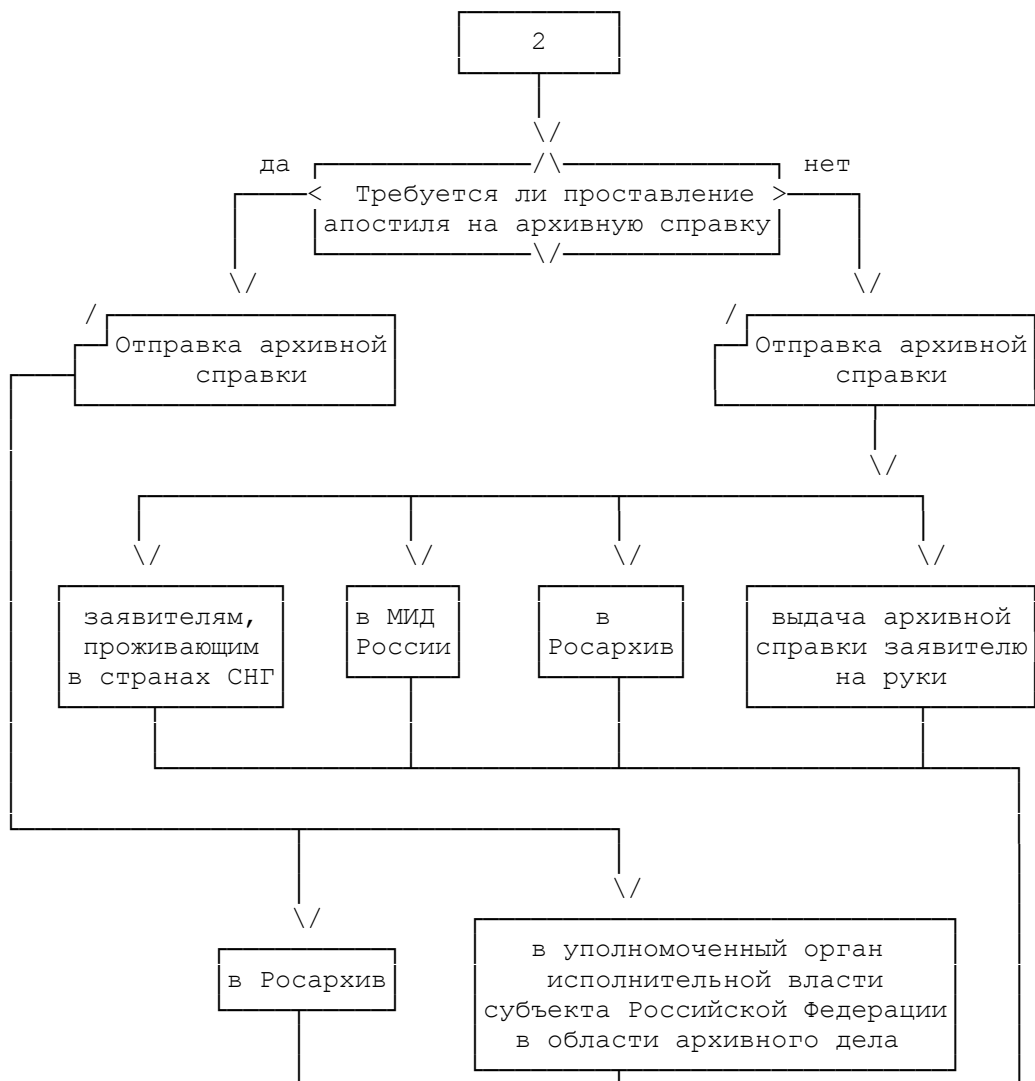 2
да
нет
Требуется ли проставление
апостиля на архивную справку
Отправка архивной
справки
Отправка архивной
справки
заявителям,
проживающим
в странах СНГ
в МИД
России
в
Росархив
выдача архивной
справки заявителю
на руки
в Росархив
в уполномоченный орган
исполнительной власти
субъекта Российской Федерации
в области архивного дела